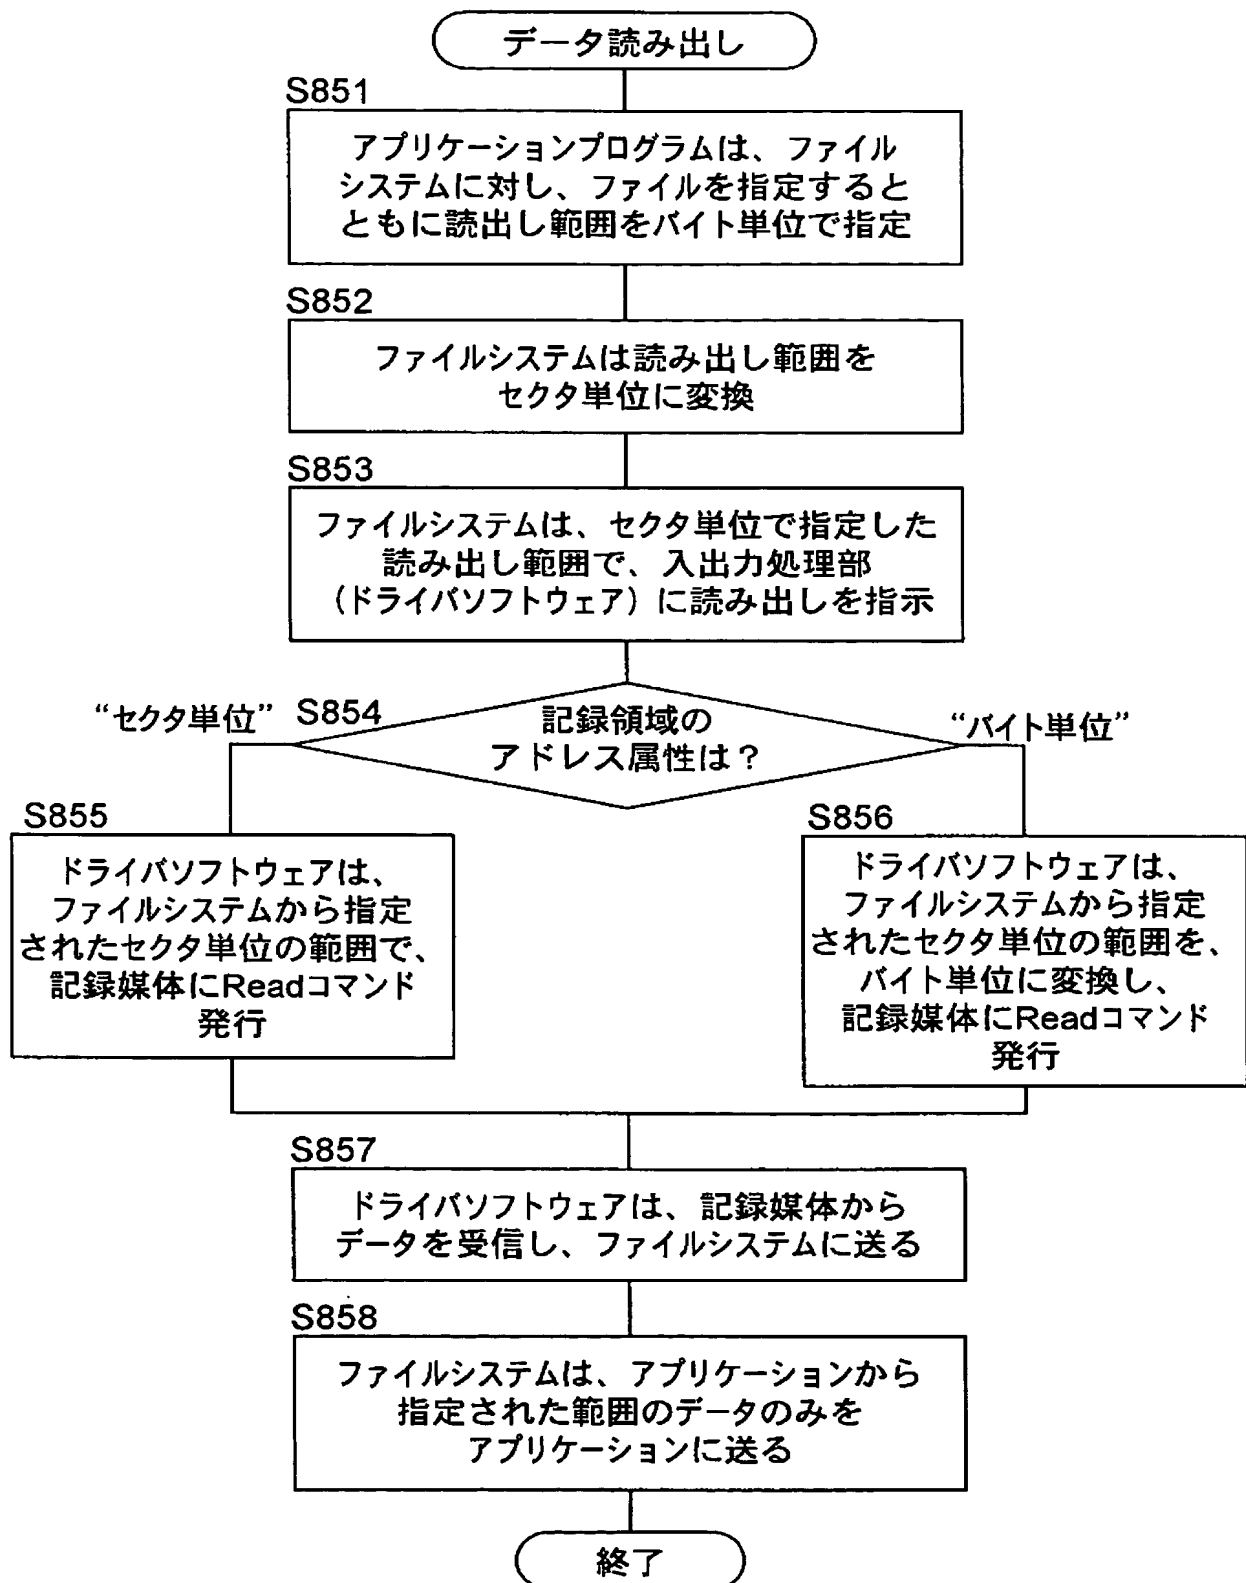 データ読み出し
S851
アプリケーションプログラムは、ファイル
システムに対し、ファイルを指定すると
ともに読出し範囲をバイト単位で指定
S852
ファイルシステムは読み出し範囲を
セクタ単位に変換
S853
ファイルシステムは、セクタ単位で指定した
読み出し範囲で、入出力処理部
(ドライバソフトウェア)に読み出しを指示
“セクタ単位”
S854
記録領域の
アドレス属性は?
“バイト単位”
S855
ドライバソフトウェアは、
ファイルシステムから指定
されたセクタ単位の範囲で、
記録媒体にReadコマンド
発行
S856
ドライバソフトウェアは、
ファイルシステムから指定
されたセクタ単位の範囲を、
バイト単位に変換し、
記録媒体にReadコマンド
発行
S857
ドライバソフトウェアは、記録媒体から
データを受信し、ファイルシステムに送る
S858
ファイルシステムは、アプリケーションから
指定された範囲のデータのみを
アプリケーションに送る
終了